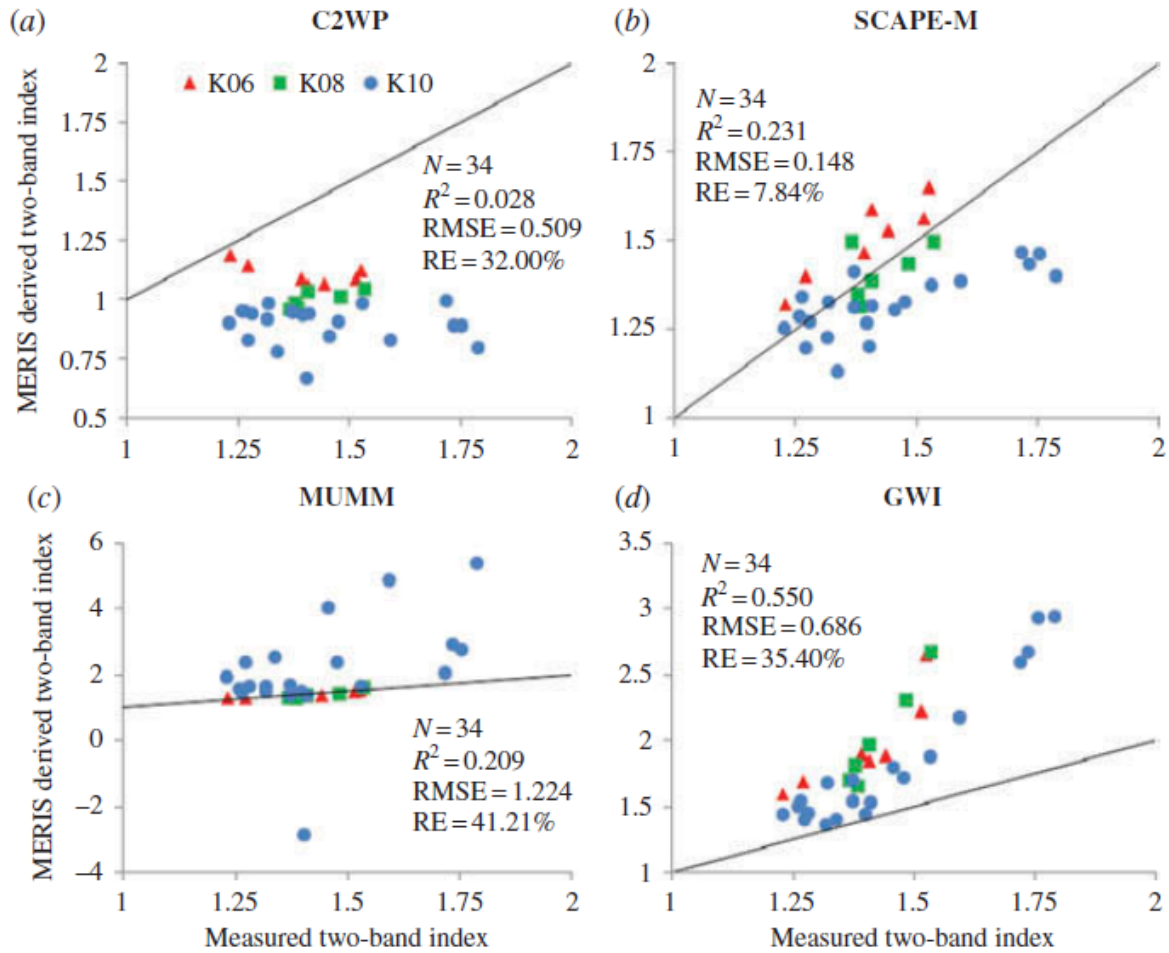 (a) C2WP
2
1.75
1.5
1.25
1
0.75
0.5
1 1.25 1.5 1.75 2
MERIS derived two-band index
K06 K08 K10
N = 34
R² = 0.028
RMSE = 0.509
RE = 32.00%
(b) SCAPE-M
2
1.75
1.5
1.25
1
1 1.25 1.5 1.75 2
N = 34
R² = 0.231
RMSE = 0.148
RE = 7.84%
(c) MUMM
6
4
2
0
−2
−4
1 1.25 1.5 1.75 2
MERIS derived two-band index
Measured two-band index
N = 34
R² = 0.209
RMSE = 1.224
RE = 41.21%
(d) GWI
3.5
3
2.5
2
1.5
1
1 1.25 1.5 1.75 2
Measured two-band index
N = 34
R² = 0.550
RMSE = 0.686
RE = 35.40%